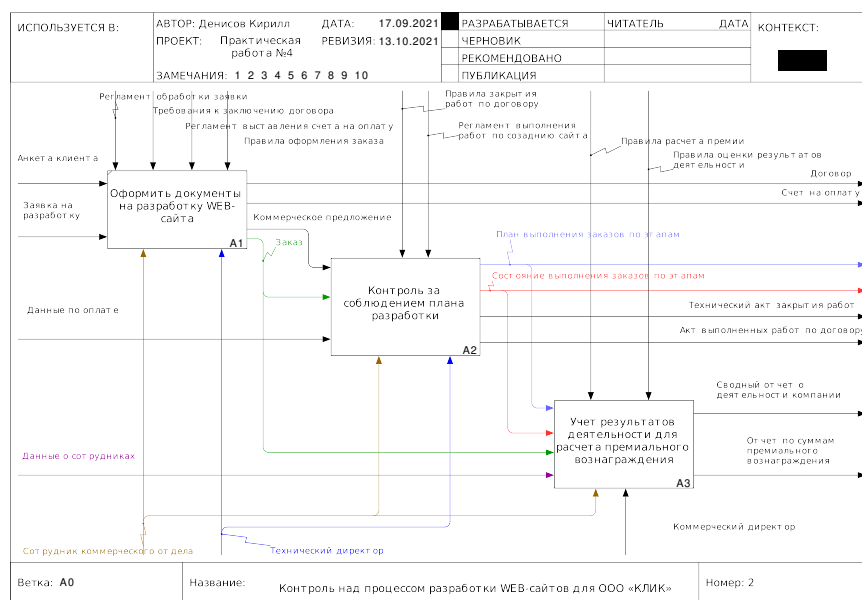 ИСПОЛЬЗУЕТСЯ В:
АВТОР: Денисов Кирилл
ДАТА: 17.09.2021
ПРОЕКТ: Практическая
работа №4
РЕВИЗИЯ: 13.10.2021
ЗАМЕЧАНИЯ: 1 2 3 4 5 6 7 8 9 10
РАЗРАБАТЫВАЕТСЯ
ЧЕРНОВИК
РЕКОМЕНДОВАНО
ПУБЛИКАЦИЯ
ЧИТАТЕЛЬ
ДАТА
КОНТЕКСТ:
Регламент обработки заявки
Требования к заключению договора
Регламент выставления счета на оплату
Правила оформления заказа
Правила закрытия
работ по договору
Регламент выполнения
работ по созаднию сайта
Правила расчета премии
Правила оценки результатов
деятельности
Анкета клиента
Заявка на
разработку
Оформить документы
на разработку WEB-
сайта
A1
Договор
Счет на оплату
Коммерческое предложение
Заказ
План выполнения заказов по этапам
Состояние выполнения заказов по этапам
Контроль за
соблюдением плана
разработки
A2
Данные по оплате
Технический акт закрытия работ
Акт выполненных работ по договору
Сводный отчет о
деятельности компании
Учет результатов
деятельности для
расчета премиального
вознаграждения
A3
Отчет по суммам
премиального
вознаграждения
Данные о сотрудниках
Коммерческий директор
Сотрудник коммерческого отдела
Технический директор
Ветка: A0
Название:
Контроль над процессом разработки WEB-сайтов для ООО «КЛИК»
Номер: 2